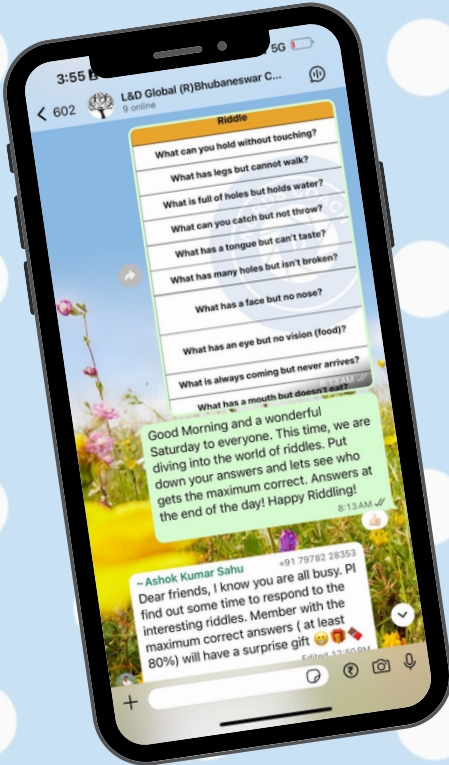 3:55
5G
602
L&D Global (R)Bhubaneswar C...
9 online
Riddle
What can you hold without touching?
What has legs but cannot walk?
What is full of holes but holds water?
What can you catch but not throw?
What has a tongue but can't taste?
What has many holes but isn't broken?
What has a face but no nose?
What has an eye but no vision (food)?
What is always coming but never arrives?
What has a mouth but doesn't eat?
8:13 AM
Good Morning and a wonderful
Saturday to everyone. This time, we are
diving into the world of riddles. Put
down your answers and lets see who
gets the maximum correct. Answers at
the end of the day! Happy Riddling!
8:13 AM
~Ashok Kumar Sahu
+91 79782 28353
Dear friends, I know you are all busy. Pl
find out some time to respond to the
interesting riddles. Member with the
maximum correct answers ( at least
80%) will have a surprise gift 😄🎁🍫
Edited 13:50 PM